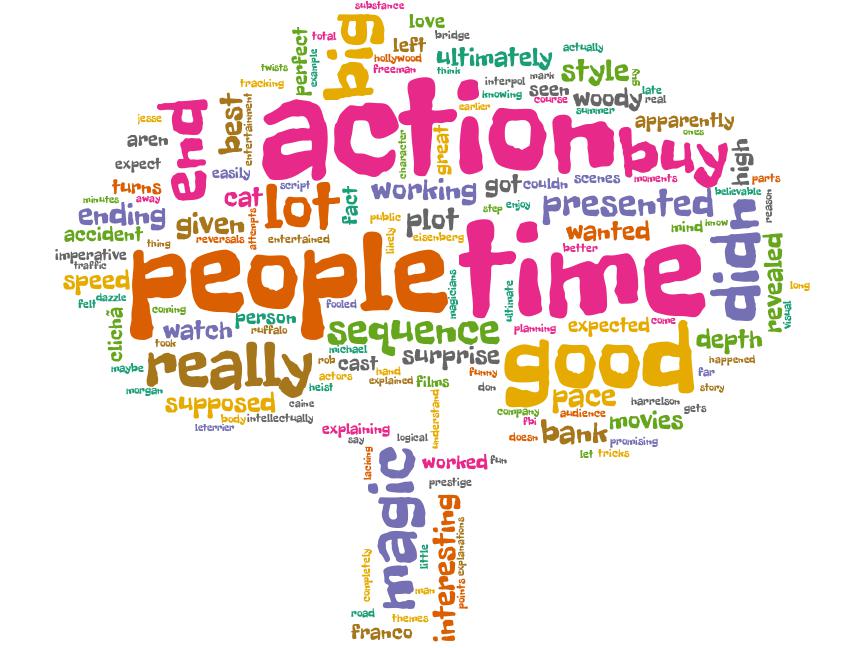 substance
big
love
bridge
total
perfect
example
left
hollywood
freeman
ultimately
think
actually
twists
tracking
style
interpol
mark
seen
knowing
course
woody
late
real
summer
earlier
action
end
best
entertainment
jesse
aren
expect
apparently
ones
buy
high
character
great
easily
turns
minutes
away
cat
script
lot
fact
working
got
couldn
scenes
moments
believable
parts
reason
step
enjoy
presented
ending
given
attempts
reversals
entertained
public
plot
likely
eisenberg
wanted
better
mind
know
didn
accident
thing
imperative
traffic
people
time
revealed
visual
long
speed
felt
dazzle
coming
fooled
magicians
ultimate
clichã
watch
person
ruffalo
took
sequence
planning
expected
come
depth
happened
maybe
really
michael
rob
cast
surprise
good
far
story
morgan
actors
heist
hand
explained
films
funny
don
pace
supposed
caine
body
intellectually
leterrier
understand
company
audience
fbi
harrelson
gets
movies
explaining
say
logical
doesn
bank
promising
let
tricks
lacking
worked
fun
magic
prestige
interesting
explanations
completely
little
man
points
road
themes
franco